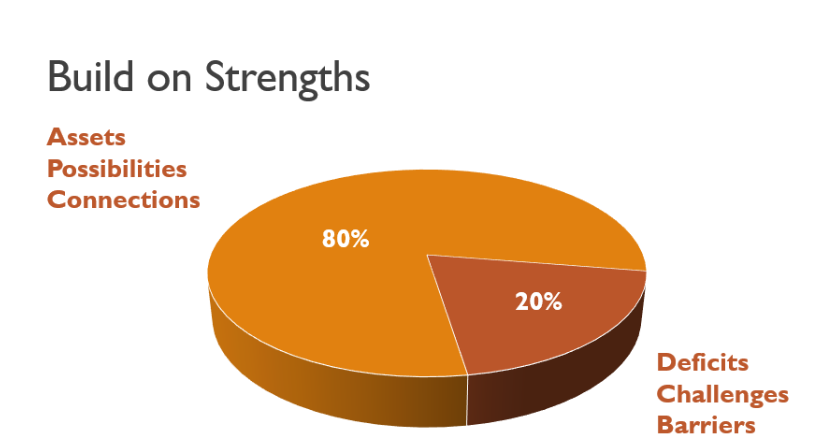 Build on Strengths
Assets
Possibilities
Connections
80%
20%
Deficits
Challenges
Barriers